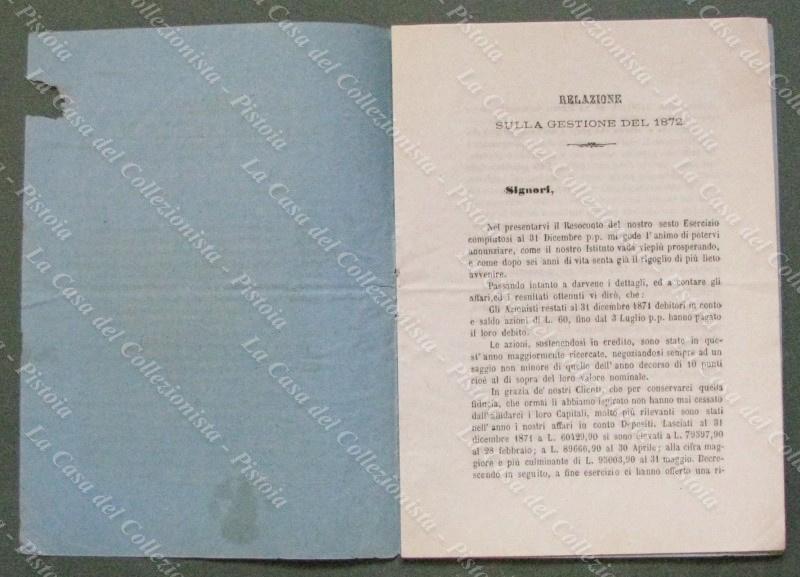 RELAZIONE
SULLA GESTIONE DEL 1872
Signori,
Nel presentarvi il Resoconto del nostro sesto Esercizio
compiutosi al 31 Dicembre p.p. mi gode l'animo di potervi
annunziare, come il nostro Istituto vada viepiù prosperando,
e come dopo sei anni di vita senta già il rigoglio di più lieto
avvenire.
Passando intanto a darvene i dettagli, ed a contare gli
affari, ed i resultati ottenuti vi dirò, che:
Gli Azionisti restati al 31 dicembre 1871 debitori in conto
e saldo azioni di L. 60, fino dal 3 Luglio p.p. hanno pagato
il loro debito.
Le azioni, sostenendosi in credito, sono state in que-
st'anno maggiormente ricercate, negoziandosi sempre ad un
saggio non minore di quello dell'anno decorso di 10 punti
cioè al di sopra del loro valore nominale.
In grazia de' nostri Clienti, che per conservarci quella
fiducia, che ormai li abbiamo ispirato non hanno mai cessato
dall'affidarci i loro Capitali, molto più rilevanti sono stati
nell'anno i nostri affari in conto Depositi. Lasciati al 31
dicembre 1871 a L. 60129,90 si sono elevati a L. 79597,90
al 28 febbraio; a L. 89666,90 al 30 Aprile; alla cifra mag-
giore e più culminante di L. 95003,90 al 31 maggio. Decre-
scendo in seguito, a fine esercizio ci hanno offerto una ri-
La Casa del Collezionista - Pistoia